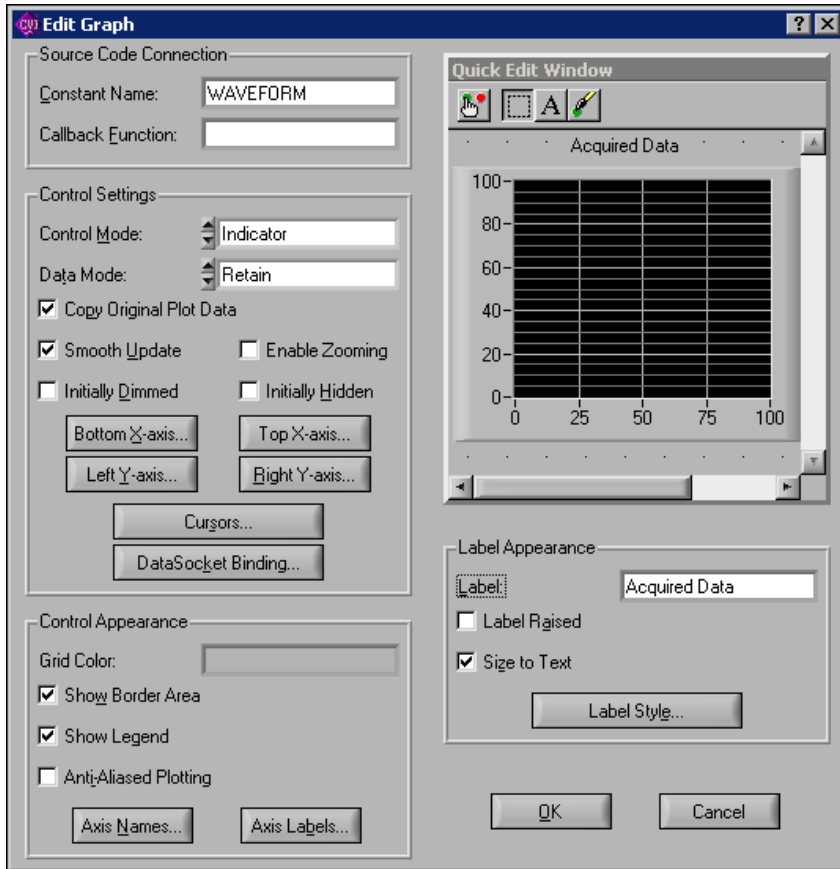 CVI Edit Graph
Source Code Connection
Constant Name: WAVEFORM
Callback Function:
Control Settings
Control Mode: Indicator
Data Mode: Retain
Copy Original Plot Data
Smooth Update Enable Zooming
Initially Dimmed Initially Hidden
Bottom X-axis... Top X-axis...
Left Y-axis... Right Y-axis...
Cursors...
DataSocket Binding...
Control Appearance
Grid Color:
Show Border Area
Show Legend
Anti-Aliased Plotting
Axis Names... Axis Labels...
Quick Edit Window
A
Acquired Data
100
80
60
40
20
0
0 25 50 75 100
Label Appearance
Label: Acquired Data
Label Raised
Size to Text
Label Style...
OK Cancel